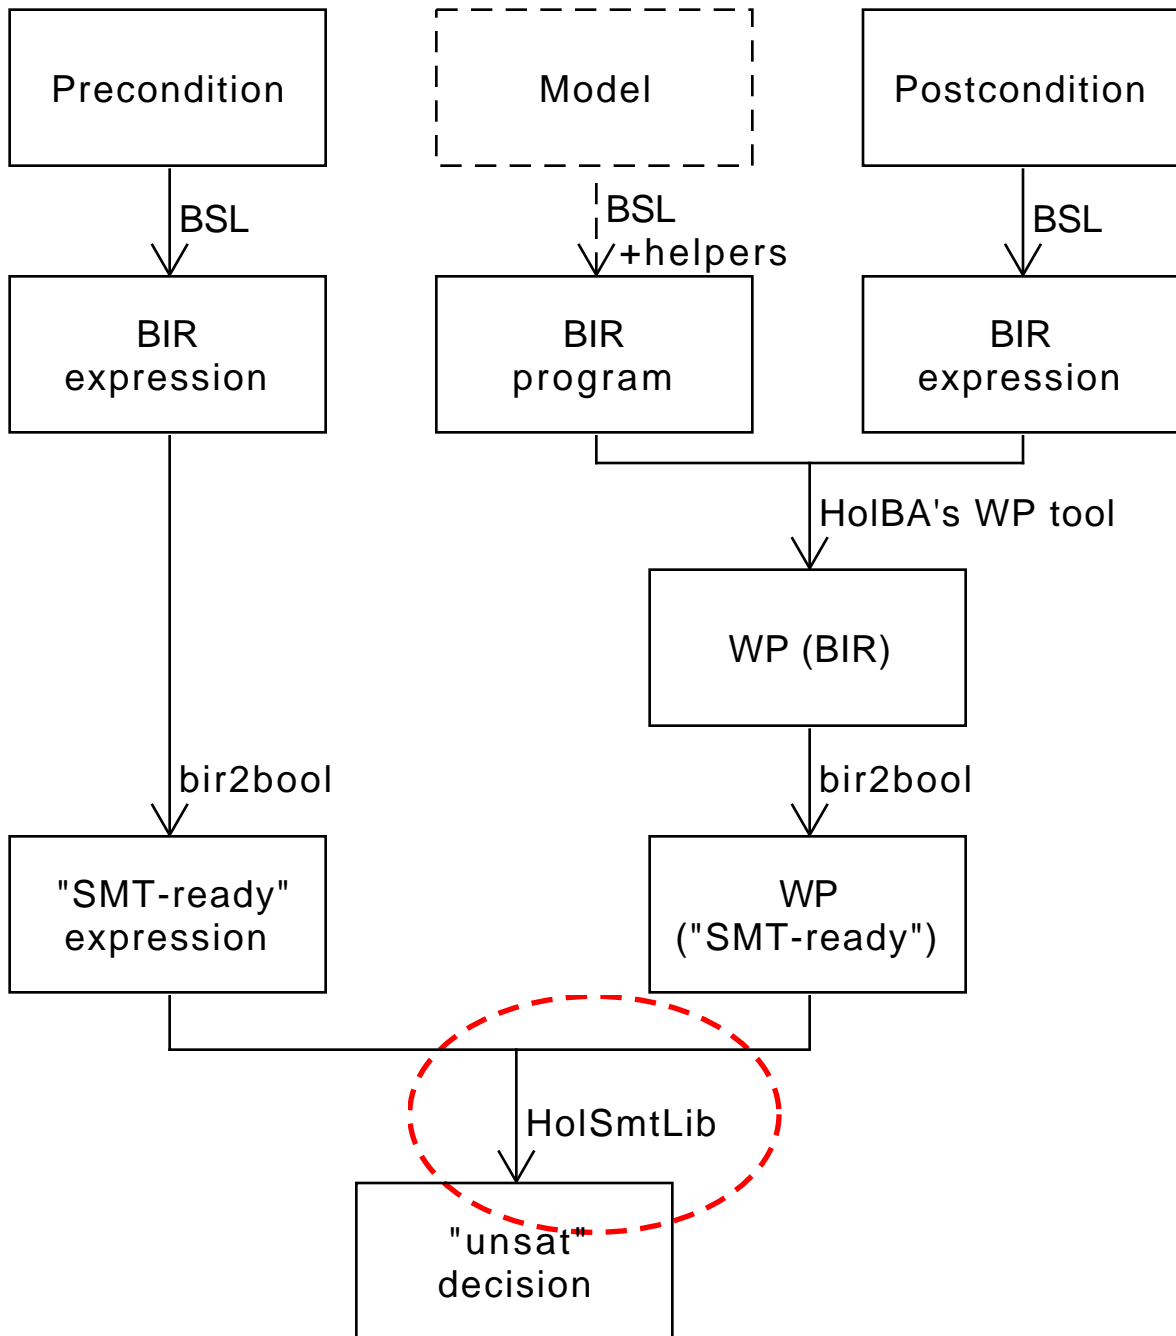 Precondition
Model
Postcondition
BSL
BSL
+helpers
BSL
BIR
expression
BIR
program
BIR
expression
HolBA's WP tool
WP (BIR)
bir2bool
bir2bool
"SMT-ready"
expression
WP
("SMT-ready")
HolSmtLib
"unsat"
decision